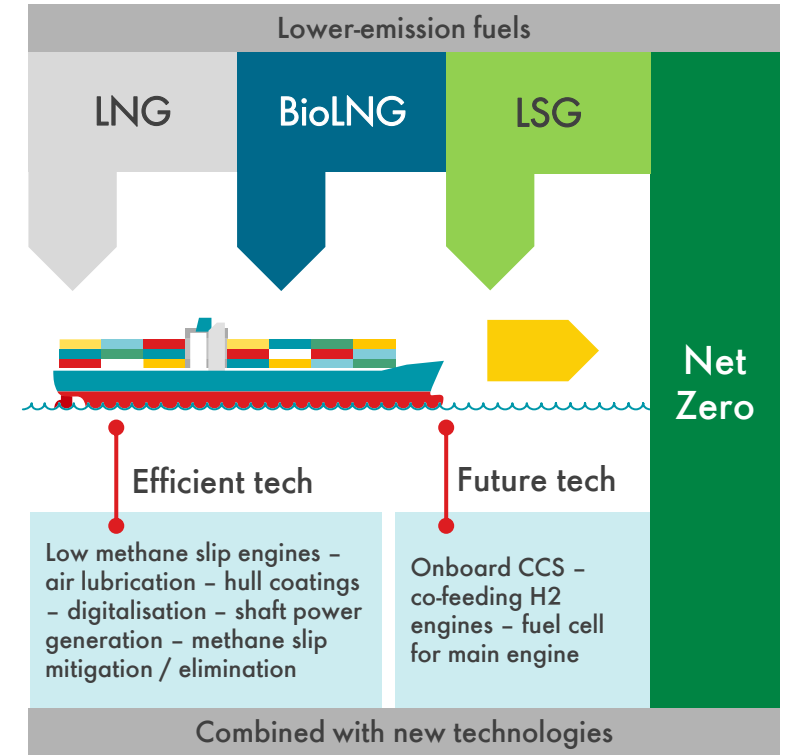 Lower-emission fuels
LNG
BioLNG
LSG
Net
Zero
Efficient tech
Future tech
Low methane slip engines –
air lubrication – hull coatings
– digitalisation – shaft power
generation – methane slip
mitigation / elimination
Onboard CCS –
co-feeding H2
engines – fuel cell
for main engine
Combined with new technologies